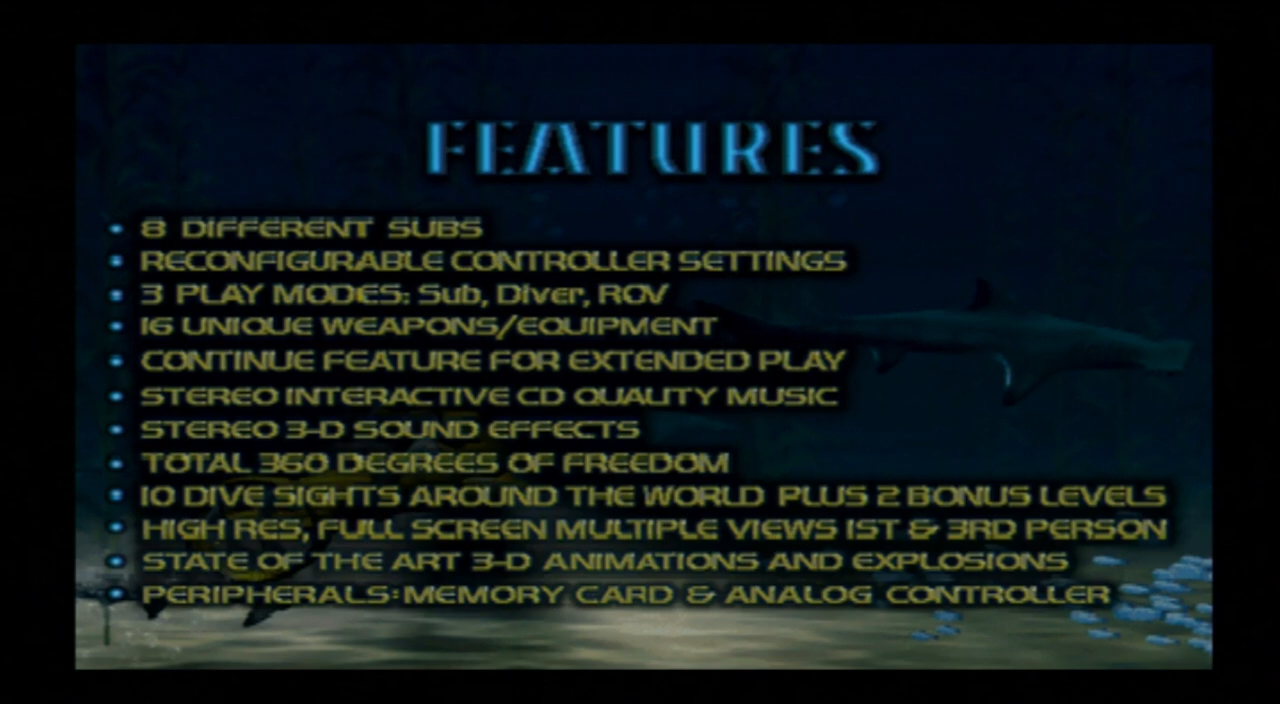 FEATURES
• 8 DIFFERENT SUBS
• RECONFIGURABLE CONTROLLER SETTINGS
• 3 PLAY MODES: Sub, Diver, ROV
• 16 UNIQUE WEAPONS/EQUIPMENT
• CONTINUE FEATURE FOR EXTENDED PLAY
• STEREO INTERACTIVE CD QUALITY MUSIC
• STEREO 3-D SOUND EFFECTS
• TOTAL 360 DEGREES OF FREEDOM
• 10 DIVE SIGHTS AROUND THE WORLD PLUS 2 BONUS LEVELS
• HIGH RES, FULL SCREEN MULTIPLE VIEWS 1ST & 3RD PERSON
• STATE OF THE ART 3-D ANIMATIONS AND EXPLOSIONS
• PERIPHERALS:MEMORY CARD & ANALOG CONTROLLER